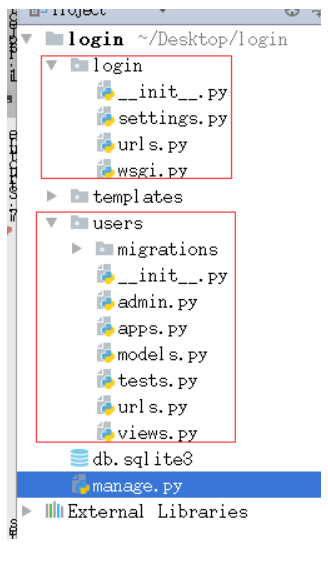 Project
login ~/Desktop/login
login
__init__.py
settings.py
urls.py
wsgi.py
templates
users
migrations
__init__.py
admin.py
apps.py
models.py
tests.py
urls.py
views.py
db.sqlite3
manage.py
External Libraries